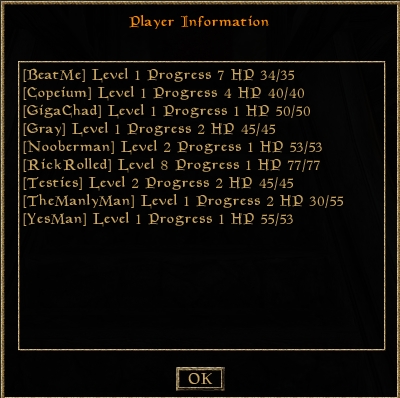 Player Information
[BeatMe] Level 1 Progress 7 HP 34/35
[Copeium] Level 1 Progress 4 HP 40/40
[GigaChad] Level 1 Progress 1 HP 50/50
[Gray] Level 1 Progress 2 HP 45/45
[Nooberman] Level 2 Progress 1 HP 53/53
[RickRolled] Level 8 Progress 1 HP 77/77
[Testies] Level 2 Progress 2 HP 45/45
[TheManlyMan] Level 1 Progress 2 HP 30/55
[YesMan] Level 1 Progress 1 HP 55/53
OK